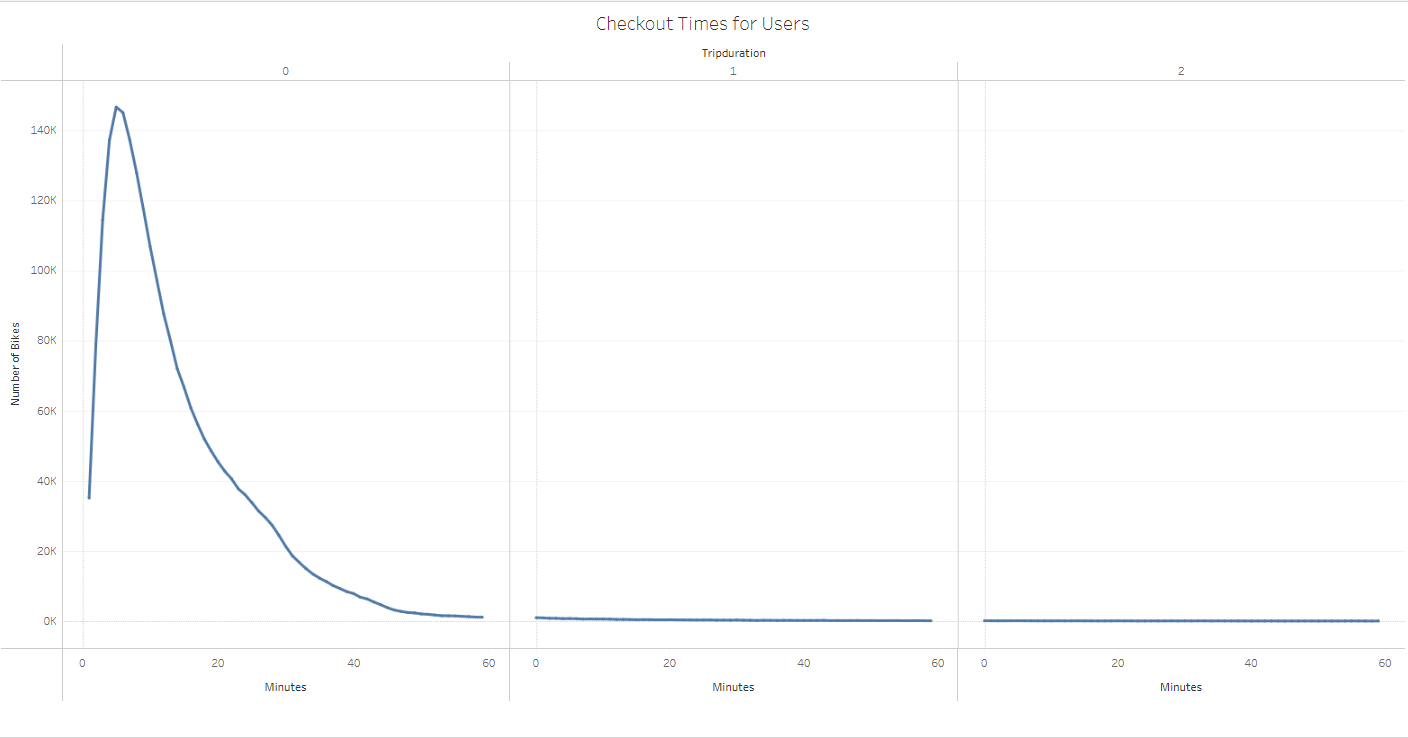 Checkout Times for Users
Tripduration
0 1 2
140K
120K
100K
80K
60K
40K
20K
0K
Number of Bikes
0 20 40 60 0 20 40 60 0 20 40 60
Minutes Minutes Minutes